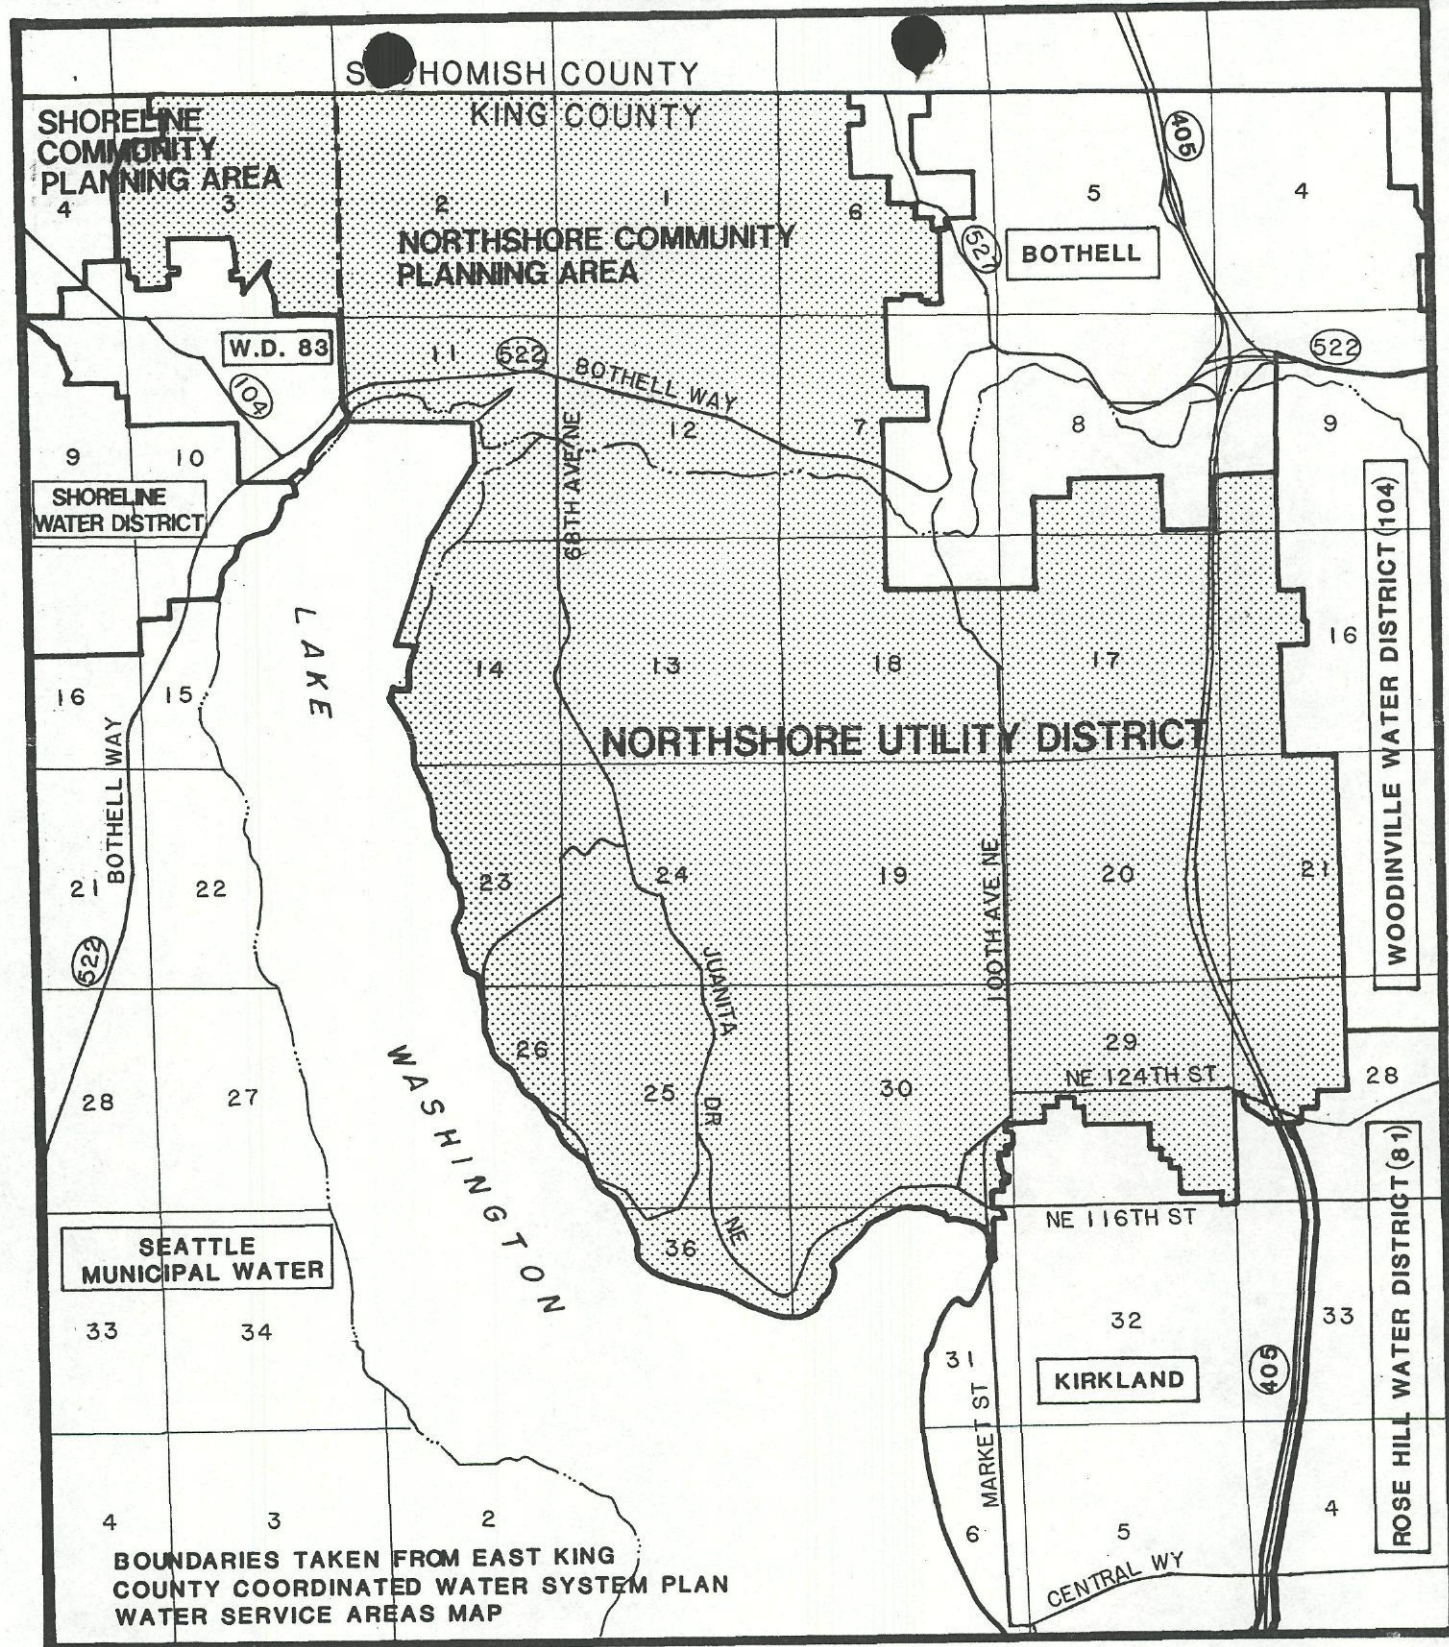 SNOHOMISH COUNTY
KING COUNTY
SHORELINE
COMMUNITY
PLANNING AREA
4
3
2
1
6
5
4
405
NORTHSHORE COMMUNITY
PLANNING AREA
527
BOTHELL
W.D. 83
11
522
BOTHELL WAY
522
104
68TH AVE NE
12
7
8
9
9
10
SHORELINE
WATER DISTRICT
WOODINVILLE WATER DISTRICT (104)
LAKE
WASHINGTON
16
15
14
13
18
17
16
NORTHSHORE UTILITY DISTRICT
BOTHELL WAY
21
22
23
24
19
100TH AVE NE
20
21
522
JUANITA
DR
NE
28
27
26
25
30
29
NE 124TH ST
28
NE 116TH ST
SEATTLE
MUNICIPAL WATER
36
33
34
31
32
33
KIRKLAND
405
MARKET ST
ROSE HILL WATER DISTRICT (81)
4
3
2
6
5
4
CENTRAL WY
BOUNDARIES TAKEN FROM EAST KING
COUNTY COORDINATED WATER SYSTEM PLAN
WATER SERVICE AREAS MAP